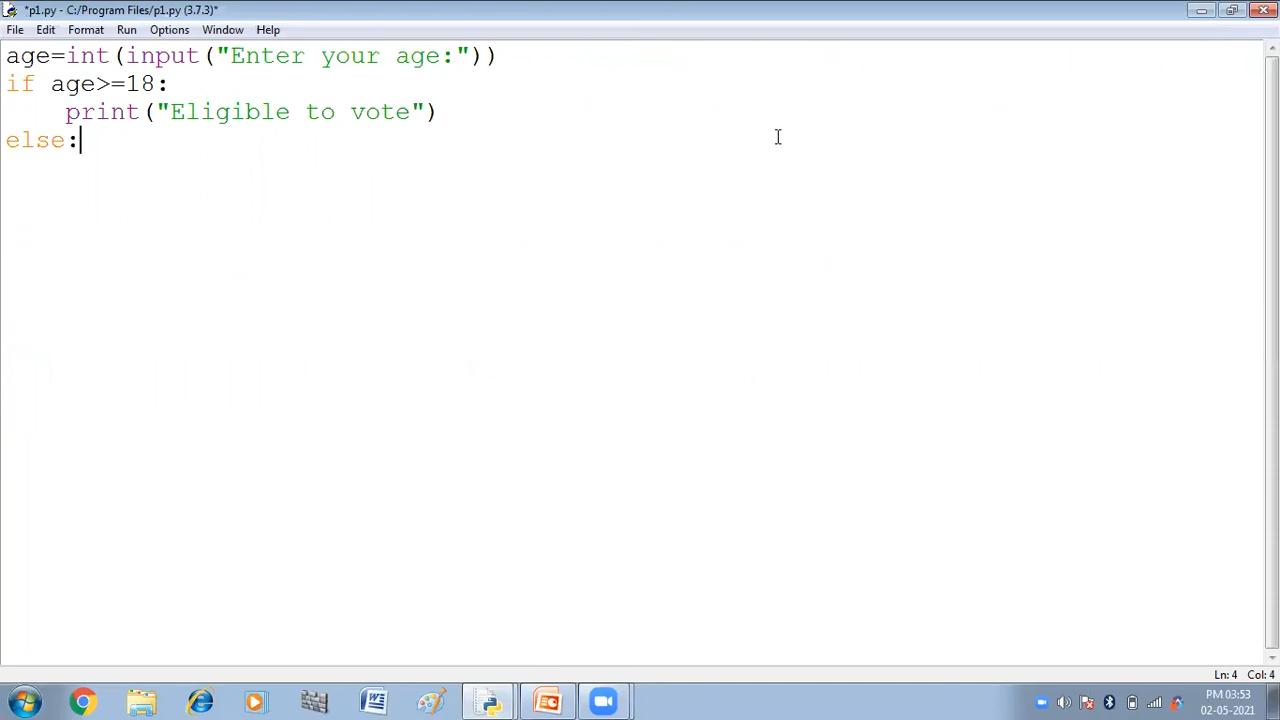 *p1.py - C:/Program Files/p1.py (3.7.3)*
File Edit Format Run Options Window Help
age=int(input("Enter your age:"))
if age>=18:
    print("Eligible to vote")
else:
Ln: 4 Col: 4
PM 03:53
02-05-2021